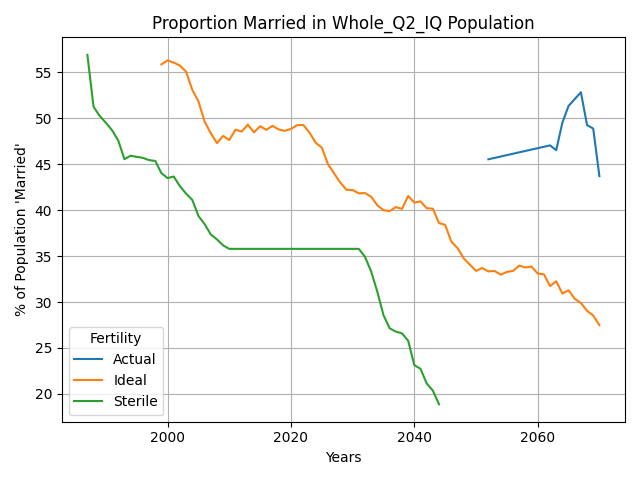 Proportion Married in Whole_Q2_IQ Population
% of Population 'Married'
55
50
45
40
35
30
25
20
Fertility
Actual
Ideal
Sterile
2000 2020 2040 2060
Years